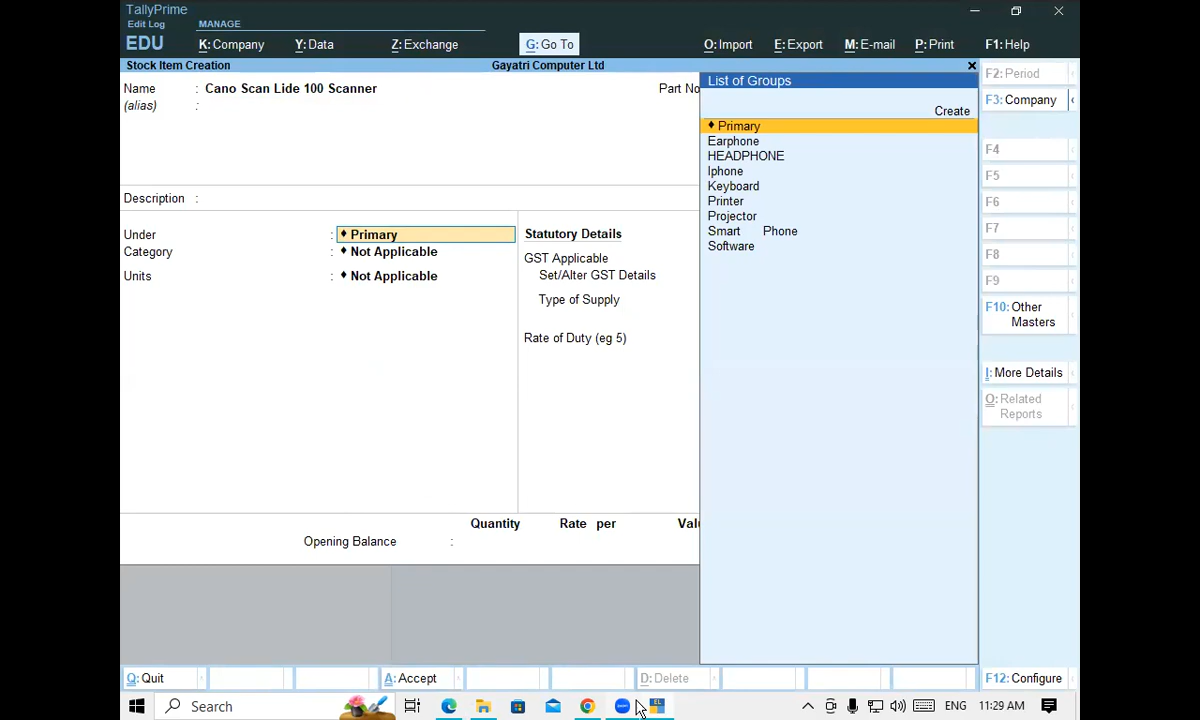 TallyPrime
Edit Log
MANAGE
EDU
K: Company
Y: Data
Z: Exchange
G: Go To
O: Import
E: Export
M: E-mail
P: Print
F1: Help
Stock Item Creation
Gayatri Computer Ltd
Name : Cano Scan Lide 100 Scanner
Part No
(alias) :
Description :
Under : ♦ Primary
Category : ♦ Not Applicable
Units : ♦ Not Applicable
Statutory Details
GST Applicable
Set/Alter GST Details
Type of Supply
Rate of Duty (eg 5)
Quantity Rate per Valu
Opening Balance :
List of Groups
Create
♦ Primary
Earphone
HEADPHONE
Iphone
Keyboard
Printer
Projector
Smart Phone
Software
F2: Period
F3: Company
F4
F5
F6
F7
F8
F9
F10: Other
Masters
I: More Details
O: Related
Reports
Q: Quit
A: Accept
D: Delete
F12: Configure
Search
EL
ENG
11:29 AM